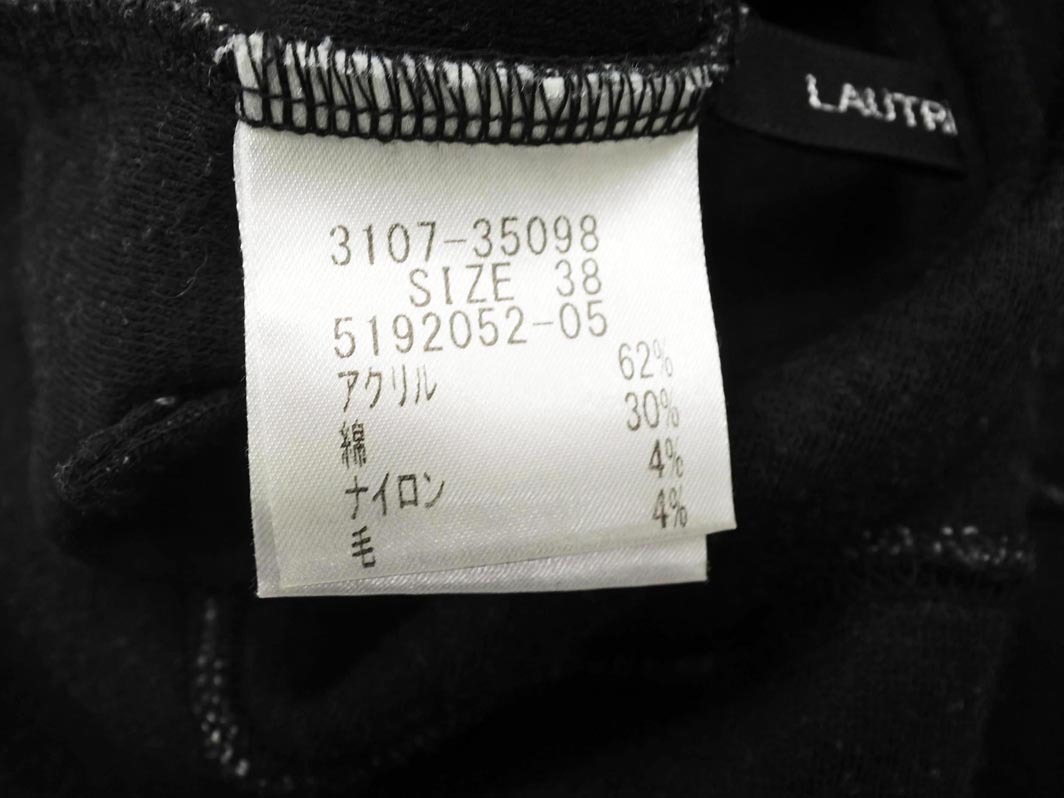 LAUTR
3107-35098
SIZE 38
5192052-05
アクリル 62%
綿 30%
ナイロン 4%
毛 4%